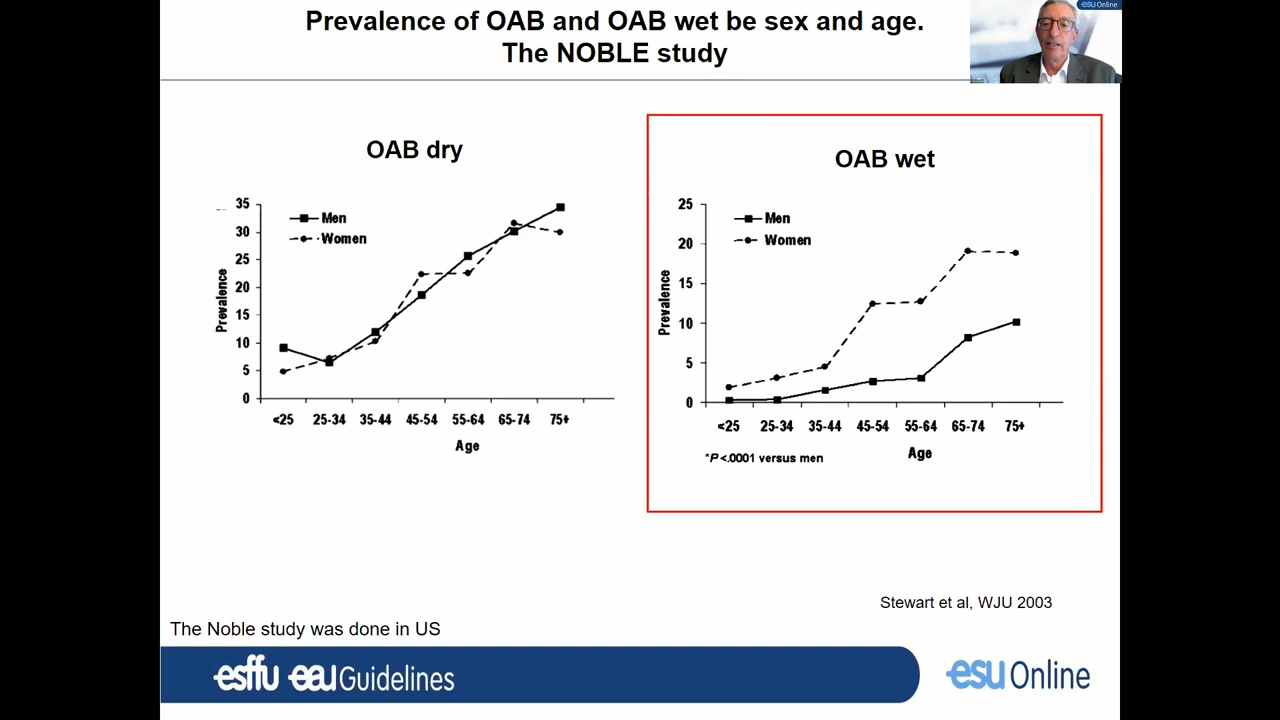 Prevalence of OAB and OAB wet be sex and age.
The NOBLE study
esu Online
OAB dry
35
30
25
20
15
10
5
0
Prevalence
Men
Women
<25 25-34 35-44 45-54 55-64 65-74 75+
Age
OAB wet
25
20
15
10
5
0
Prevalence
Men
Women
<25 25-34 35-44 45-54 55-64 65-74 75+
Age
*P<.0001 versus men
Stewart et al, WJU 2003
The Noble study was done in US
esffu eau Guidelines
esu Online